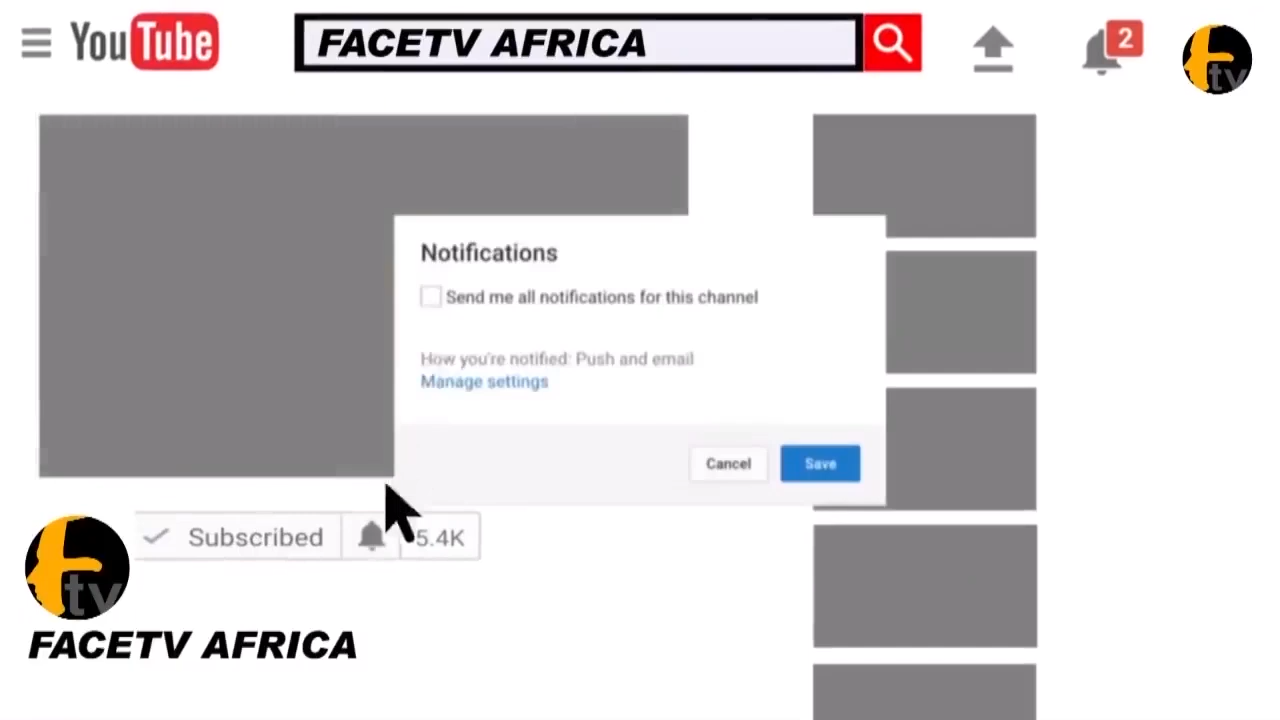 YouTube
FACETV AFRICA
2
tv
Notifications
Send me all notifications for this channel
How you're notified: Push and email
Manage settings
Cancel
Save
Subscribed
5.4K
tv
FACETV AFRICA